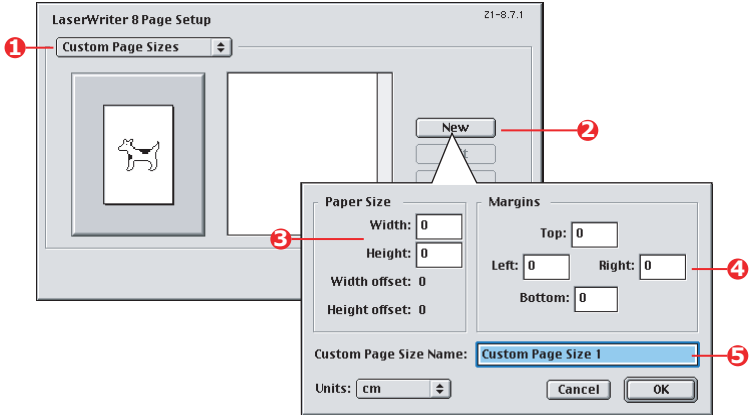 LaserWriter 8 Page Setup
Z1-8.7.1
1
Custom Page Sizes
New
2
Paper Size
Width: 0
3
Height: 0
Width offset: 0
Height offset: 0
Margins
Top: 0
Left: 0 Right: 0
4
Bottom: 0
Custom Page Size Name: Custom Page Size 1
5
Units: cm
Cancel OK